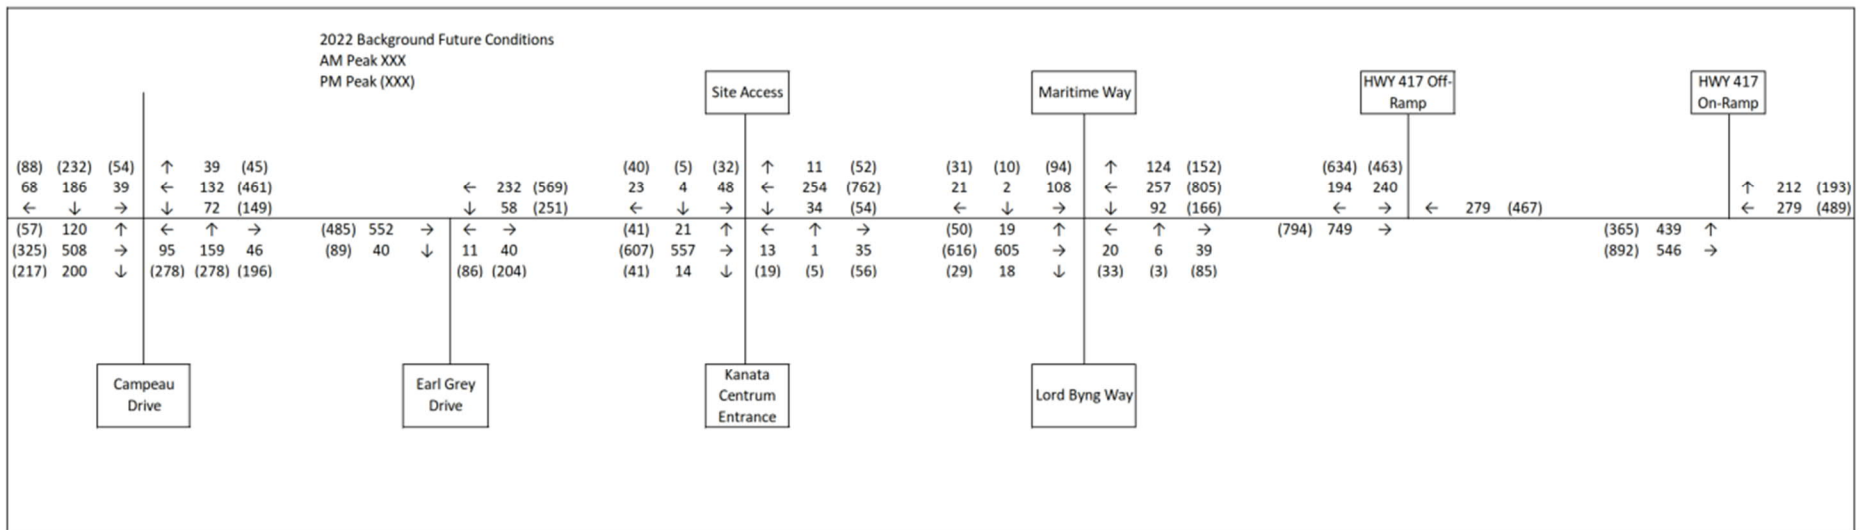 2022 Background Future Conditions
AM Peak XXX
PM Peak (XXX)
Site Access
Maritime Way
HWY 417 Off-
Ramp
HWY 417
On-Ramp
(88) (232) (54) ↑ 39 (45)
68 186 39 ← 132 (461)
← ↓ → ↓ 72 (149)
(57) 120 ↑ ← ↑ →
(325) 508 → 95 159 46
(217) 200 ↓ (278) (278) (196)
← 232 (569)
↓ 58 (251)
(485) 552 → ← →
(89) 40 ↓ 11 40
(86) (204)
(40) (5) (32) ↑ 11 (52)
23 4 48 ← 254 (762)
← ↓ → ↓ 34 (54)
(41) 21 ↑ ← ↑ →
(607) 557 → 13 1 35
(41) 14 ↓ (19) (5) (56)
(31) (10) (94) ↑ 124 (152)
21 2 108 ← 257 (805)
← ↓ → ↓ 92 (166)
(50) 19 ↑ ← ↑ →
(616) 605 → 20 6 39
(29) 18 ↓ (33) (3) (85)
(634) (463)
194 240
← → ← 279 (467)
(794) 749 →
↑ 212 (193)
← 279 (489)
(365) 439 ↑
(892) 546 →
Campeau
Drive
Earl Grey
Drive
Kanata
Centrum
Entrance
Lord Byng Way